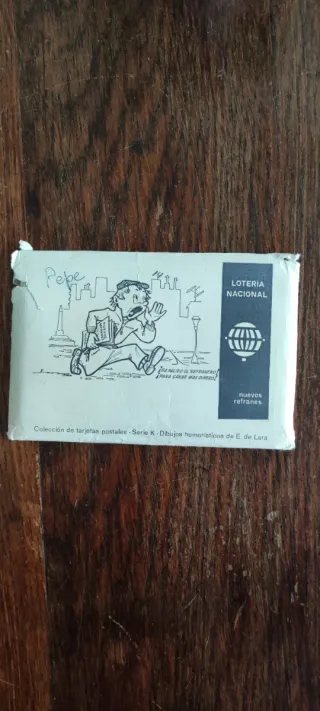 Pepe
LOTERIA
NACIONAL
nuevos
refranes
Colección de tarjetas postales - Serie K - Dibujos humorísticos de E. de Lara